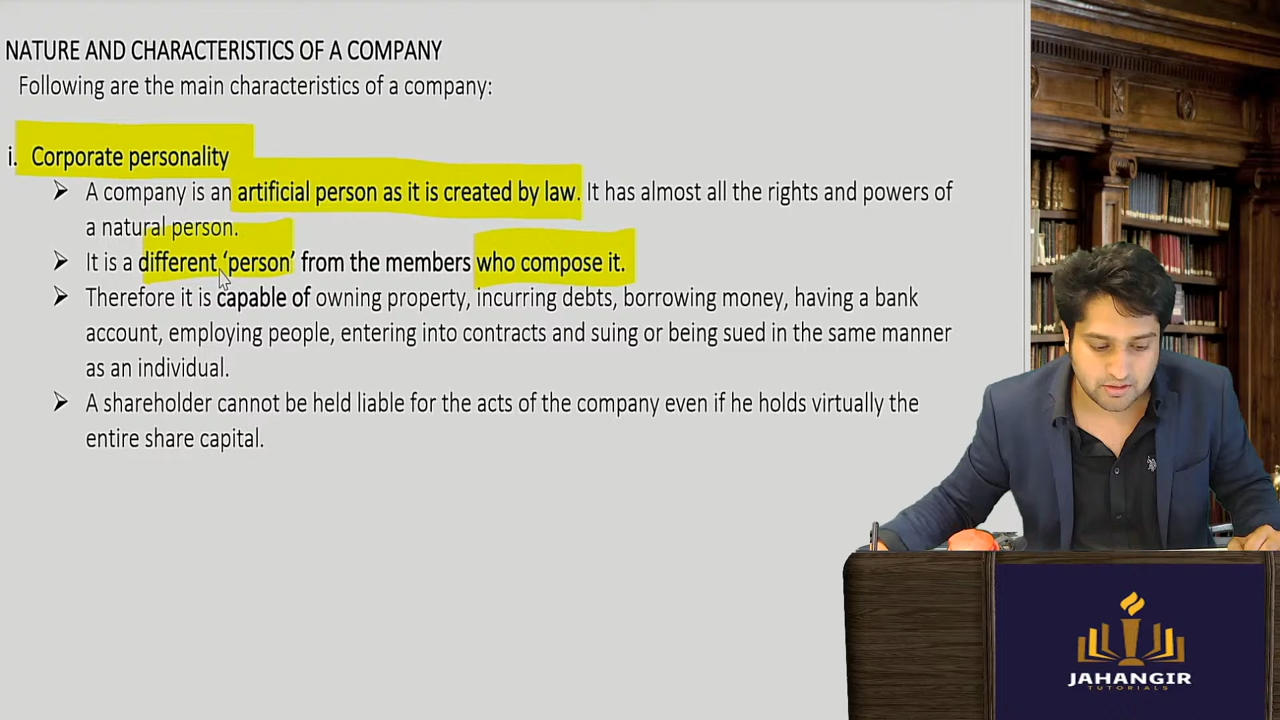 NATURE AND CHARACTERISTICS OF A COMPANY
Following are the main characteristics of a company:
i. Corporate personality
➢ A company is an artificial person as it is created by law. It has almost all the rights and powers of
a natural person.
➢ It is a different ‘person’ from the members who compose it.
➢ Therefore it is capable of owning property, incurring debts, borrowing money, having a bank
account, employing people, entering into contracts and suing or being sued in the same manner
as an individual.
➢ A shareholder cannot be held liable for the acts of the company even if he holds virtually the
entire share capital.
JAHANGIR
TUTORIALS